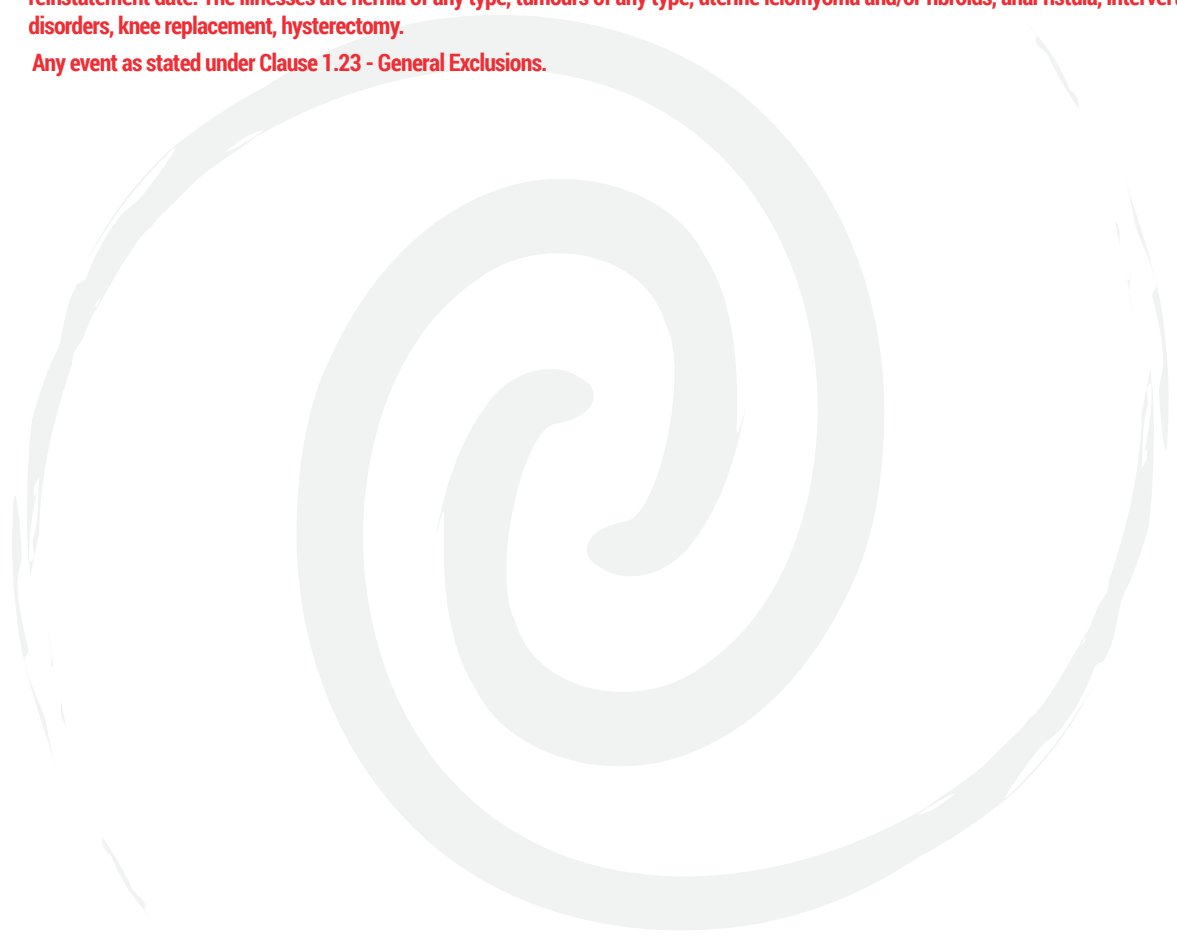 reinstatement date. The illnesses are hernia of any type, tumours of any type, uterine leiomyoma and/or fibroids, anal fistula,
disorders, knee replacement, hysterectomy.
Any event as stated under Clause 1.23 - General Exclusions.